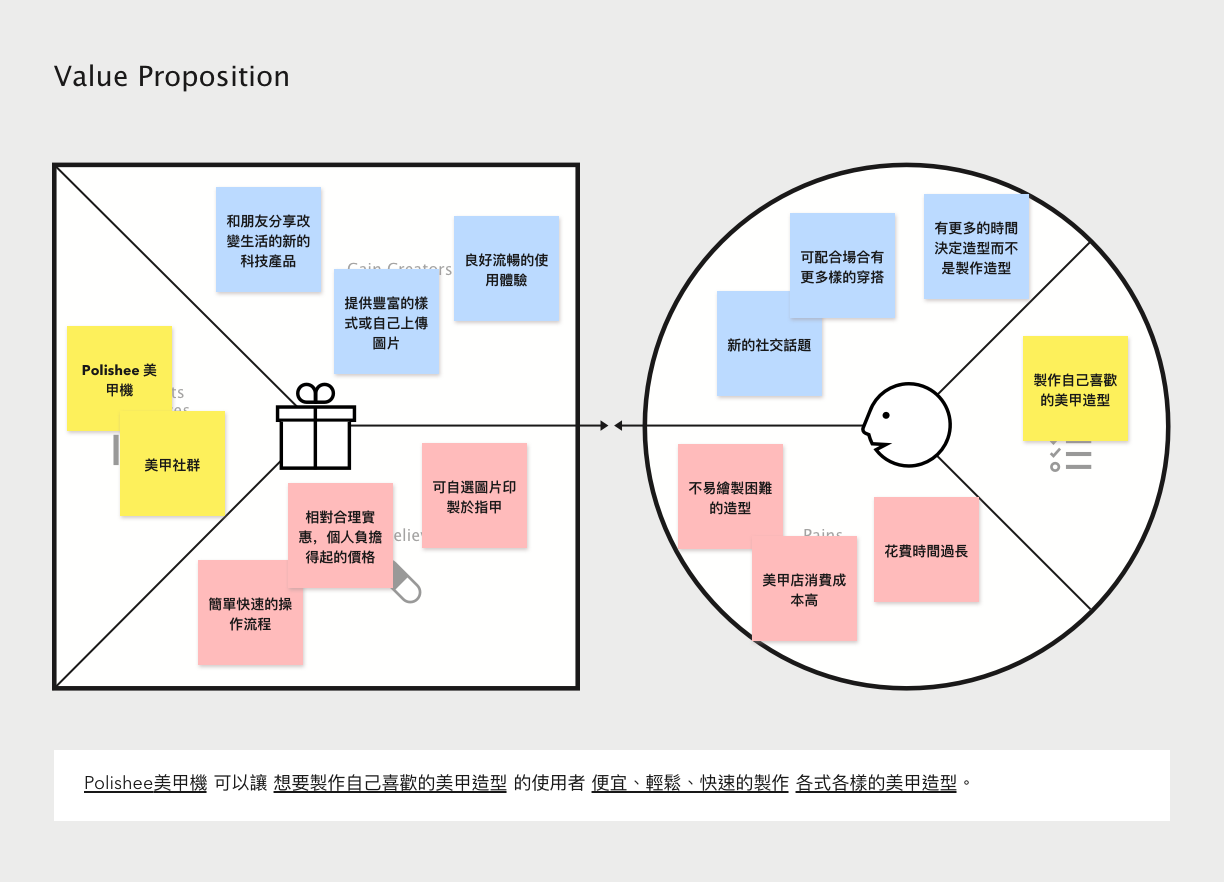 Value Proposition
和朋友分享改
變生活的新的
科技產品
Gain Creators
良好流暢的使
用體驗
提供豐富的樣
式或自己上傳
圖片
Polishee 美
甲機
美甲社群
可自選圖片印
製於指甲
相對合理實
惠，個人負擔
得起的價格
簡單快速的操
作流程
有更多的時間
決定造型而不
是製作造型
可配合場合有
更多樣的穿搭
新的社交話題
製作自己喜歡
的美甲造型
不易繪製困難
的造型
Pains
花費時間過長
美甲店消費成
本高
Polishee美甲機 可以讓 想要製作自己喜歡的美甲造型 的使用者 便宜、輕鬆、快速的製作 各式各樣的美甲造型。